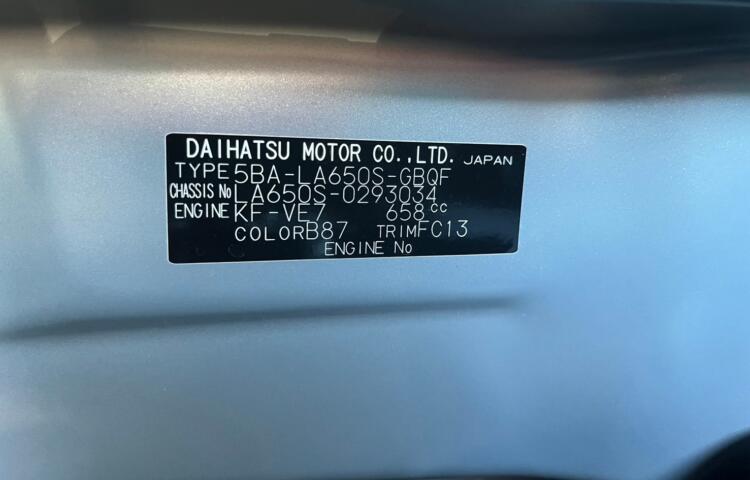 DAIHATSU MOTOR CO.,LTD. JAPAN
TYPE 5BA-LA650S-GBQF
CHASSIS No LA650S-0293034
ENGINE KF-VE7 658cc
COLOR B87 TRIM FC13
ENGINE No